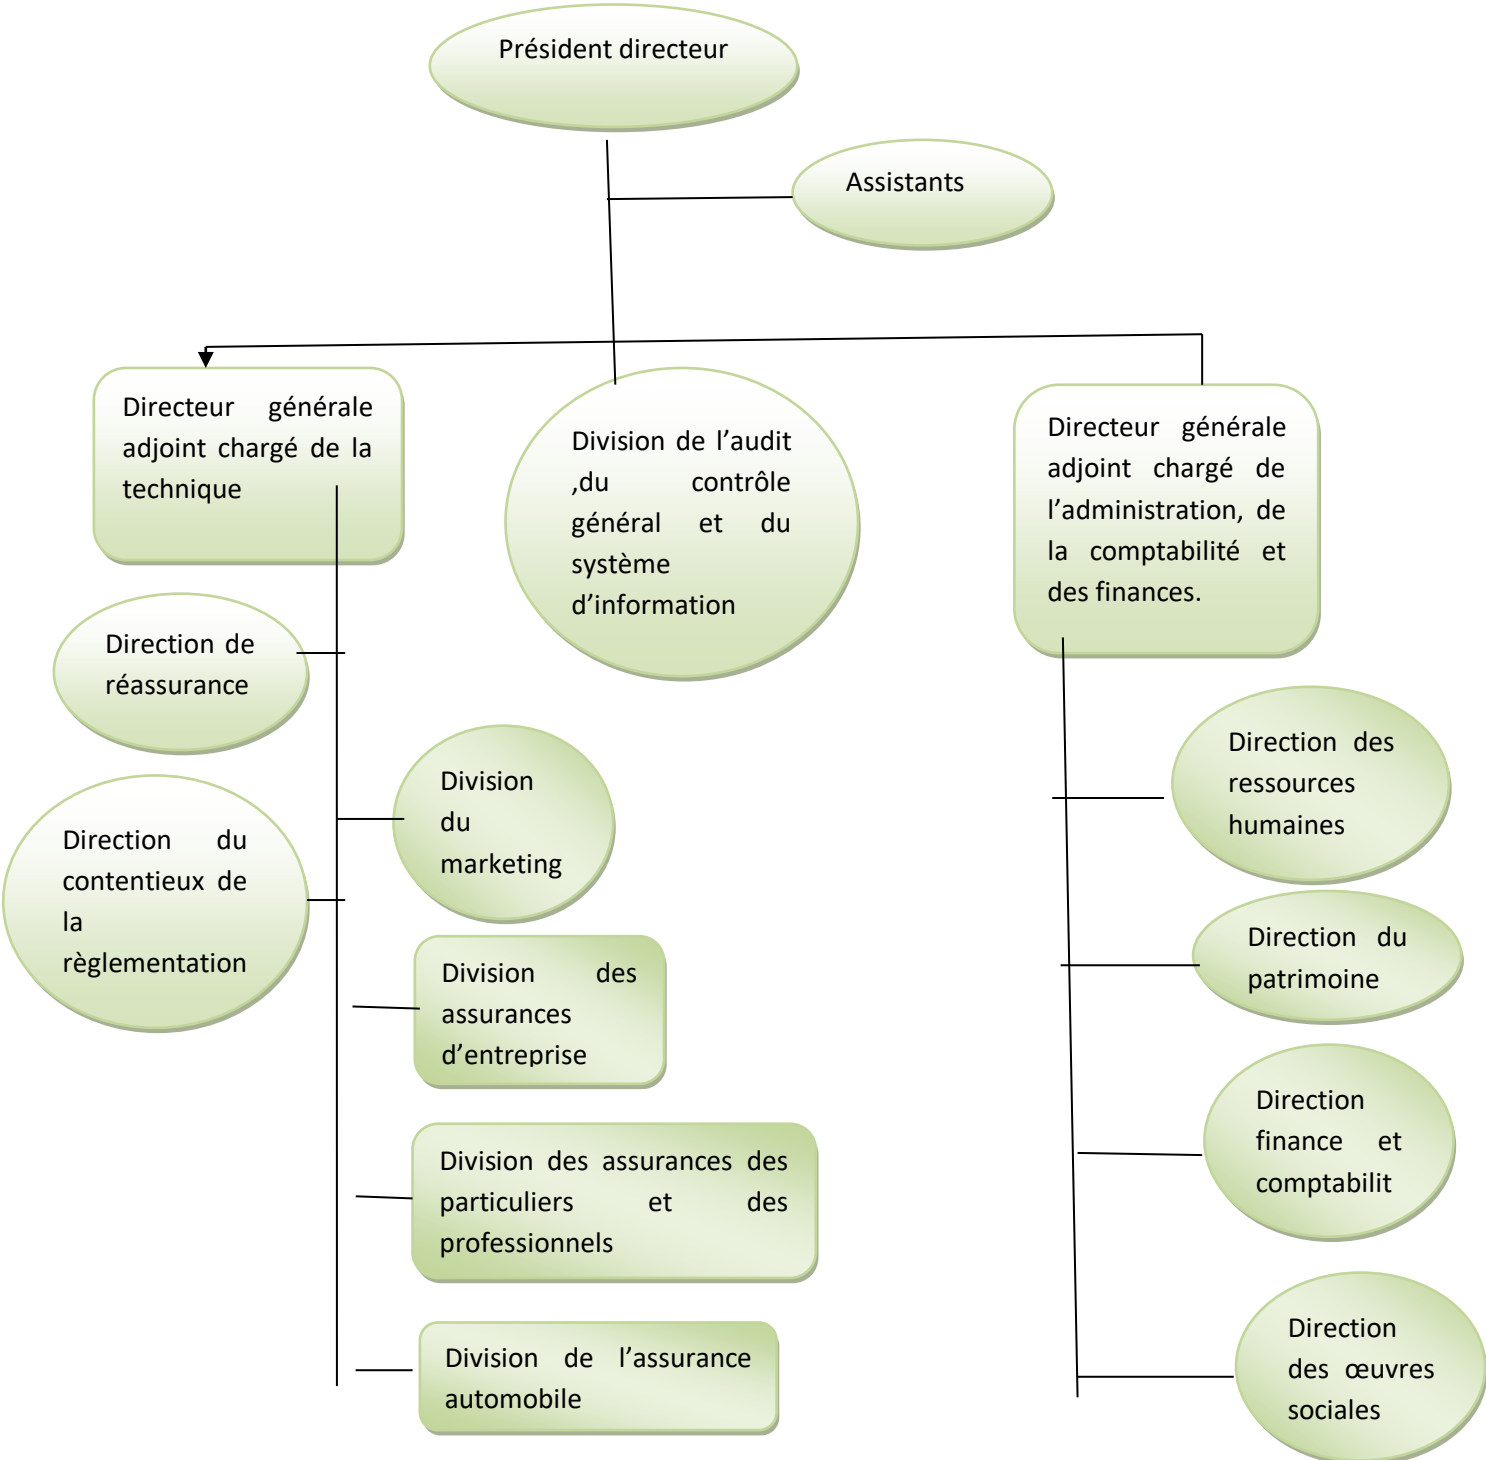 Président directeur
Assistants
Directeur générale
adjoint chargé de la
technique
Division de l’audit
,du contrôle
général et du
système
d’information
Directeur générale
adjoint chargé de
l’administration, de
la comptabilité et
des finances.
Direction de
réassurance
Direction du
contentieux de
la
règlementation
Division
du
marketing
Division des
assurances
d’entreprise
Division des assurances des
particuliers et des
professionnels
Division de l’assurance
automobile
Direction des
ressources
humaines
Direction du
patrimoine
Direction
finance et
comptabilit
Direction
des œuvres
sociales